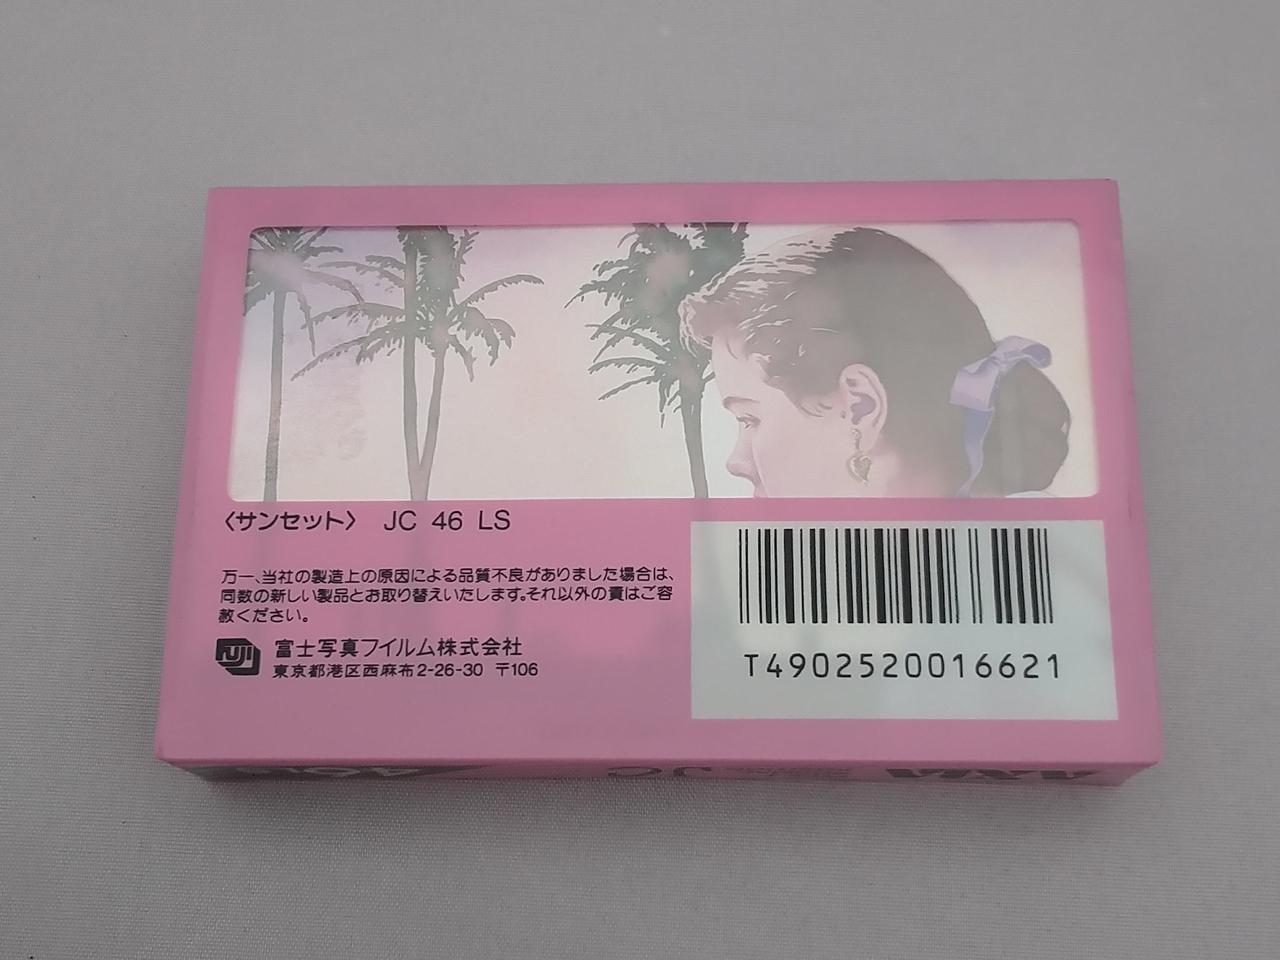 〈サンセット〉 JC 46 LS
万一、当社の製造上の原因による品質不良がありました場合は、
同数の新しい製品とお取り替えいたします。それ以外の責はご容
赦ください。
FUJI
富士写真フイルム株式会社
東京都港区西麻布2-26-30 〒106
T4902520016621
JC